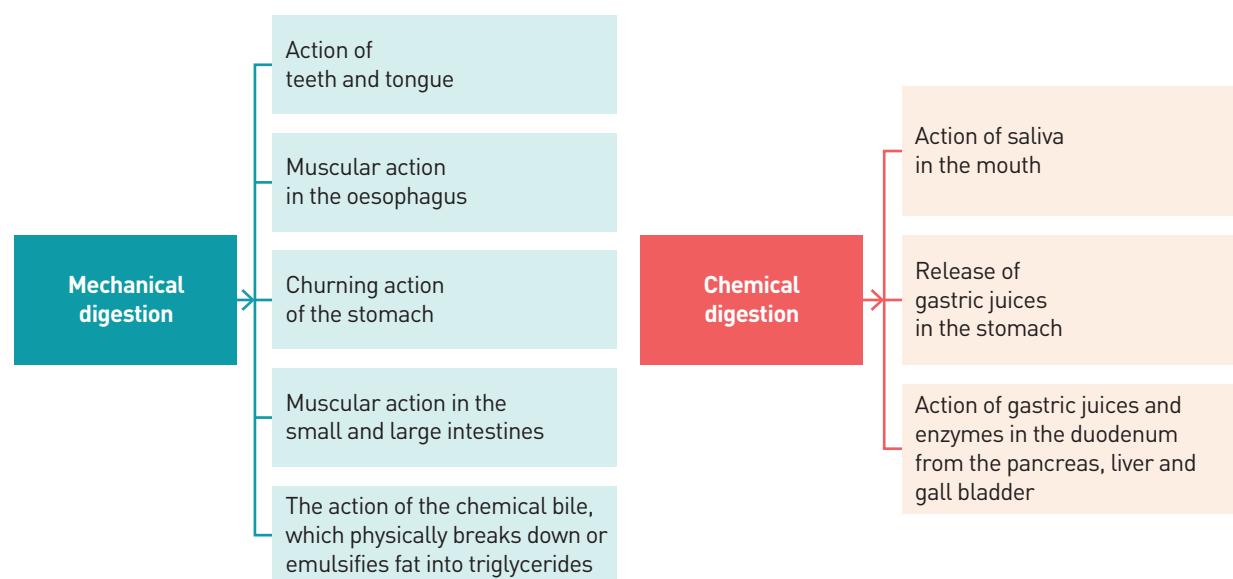 Mechanical
digestion
Action of
teeth and tongue
Muscular action
in the oesophagus
Churning action
of the stomach
Muscular action in the
small and large intestines
The action of the chemical bile,
which physically breaks down or
emulsifies fat into triglycerides
Chemical
digestion
Action of saliva
in the mouth
Release of
gastric juices
in the stomach
Action of gastric juices and
enzymes in the duodenum
from the pancreas, liver and
gall bladder